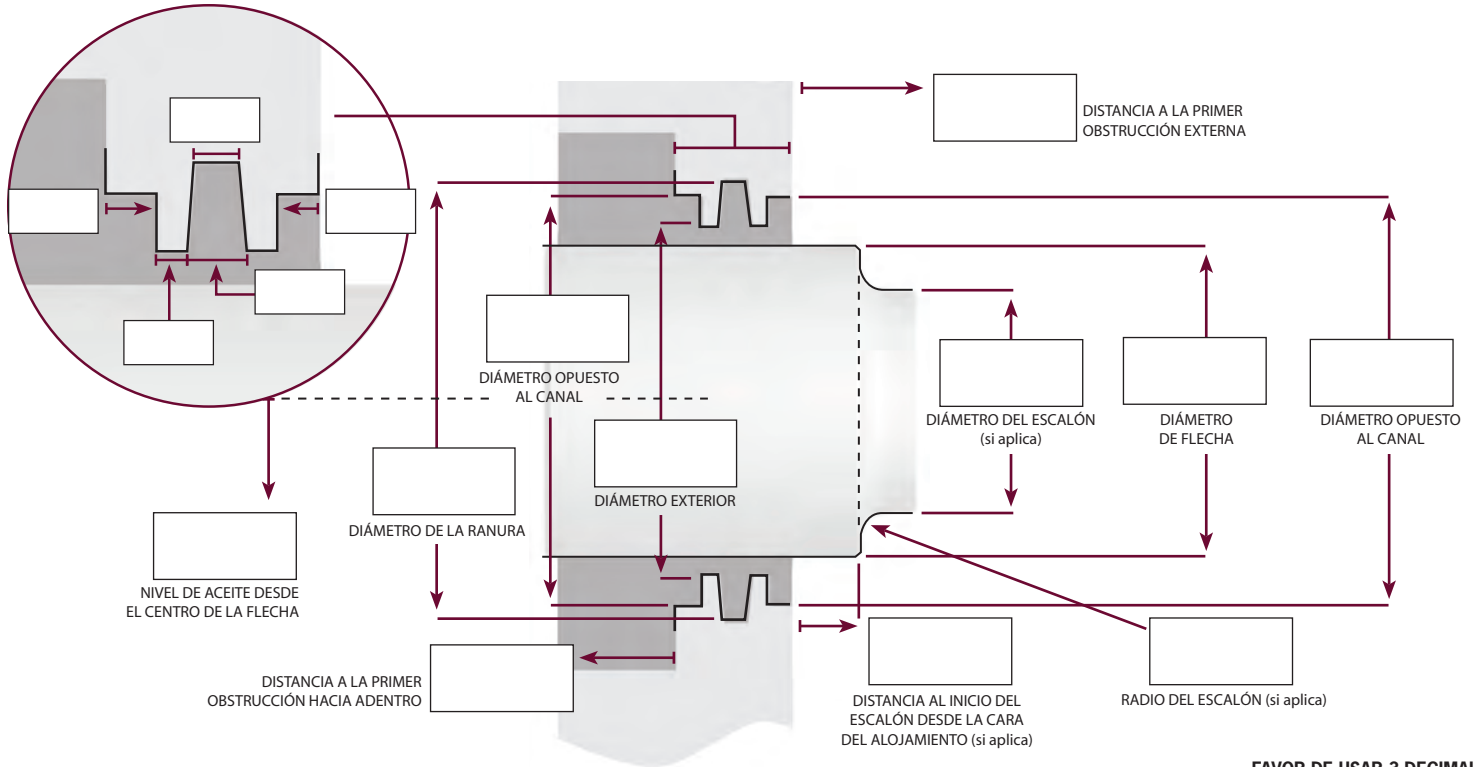 DISTANCIA A LA PRIMER
OBSTRUCCIÓN EXTERNA
DIÁMETRO OPUESTO
AL CANAL
DIÁMETRO DEL ESCALÓN
(si aplica)
DIÁMETRO
DE FLECHA
DIÁMETRO OPUESTO
AL CANAL
DIÁMETRO EXTERIOR
DIÁMETRO DE LA RANURA
NIVEL DE ACEITE DESDE
EL CENTRO DE LA FLECHA
DISTANCIA A LA PRIMER
OBSTRUCCIÓN HACIA ADENTRO
DISTANCIA AL INICIO DEL
ESCALÓN DESDE LA CARA
DEL ALOJAMIENTO (si aplica)
RADIO DEL ESCALÓN (si aplica)